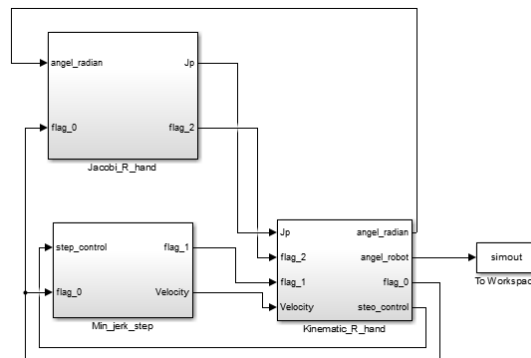 angel_radian
Jp
flag_0
flag_2
Jacobi_R_hand
step_control
flag_1
flag_0
Velocity
Min_jerk_step
Jp
angel_radian
flag_2
angel_robot
flag_1
flag_0
Velocity
step_control
Kinematic_R_hand
simout
To Workspace